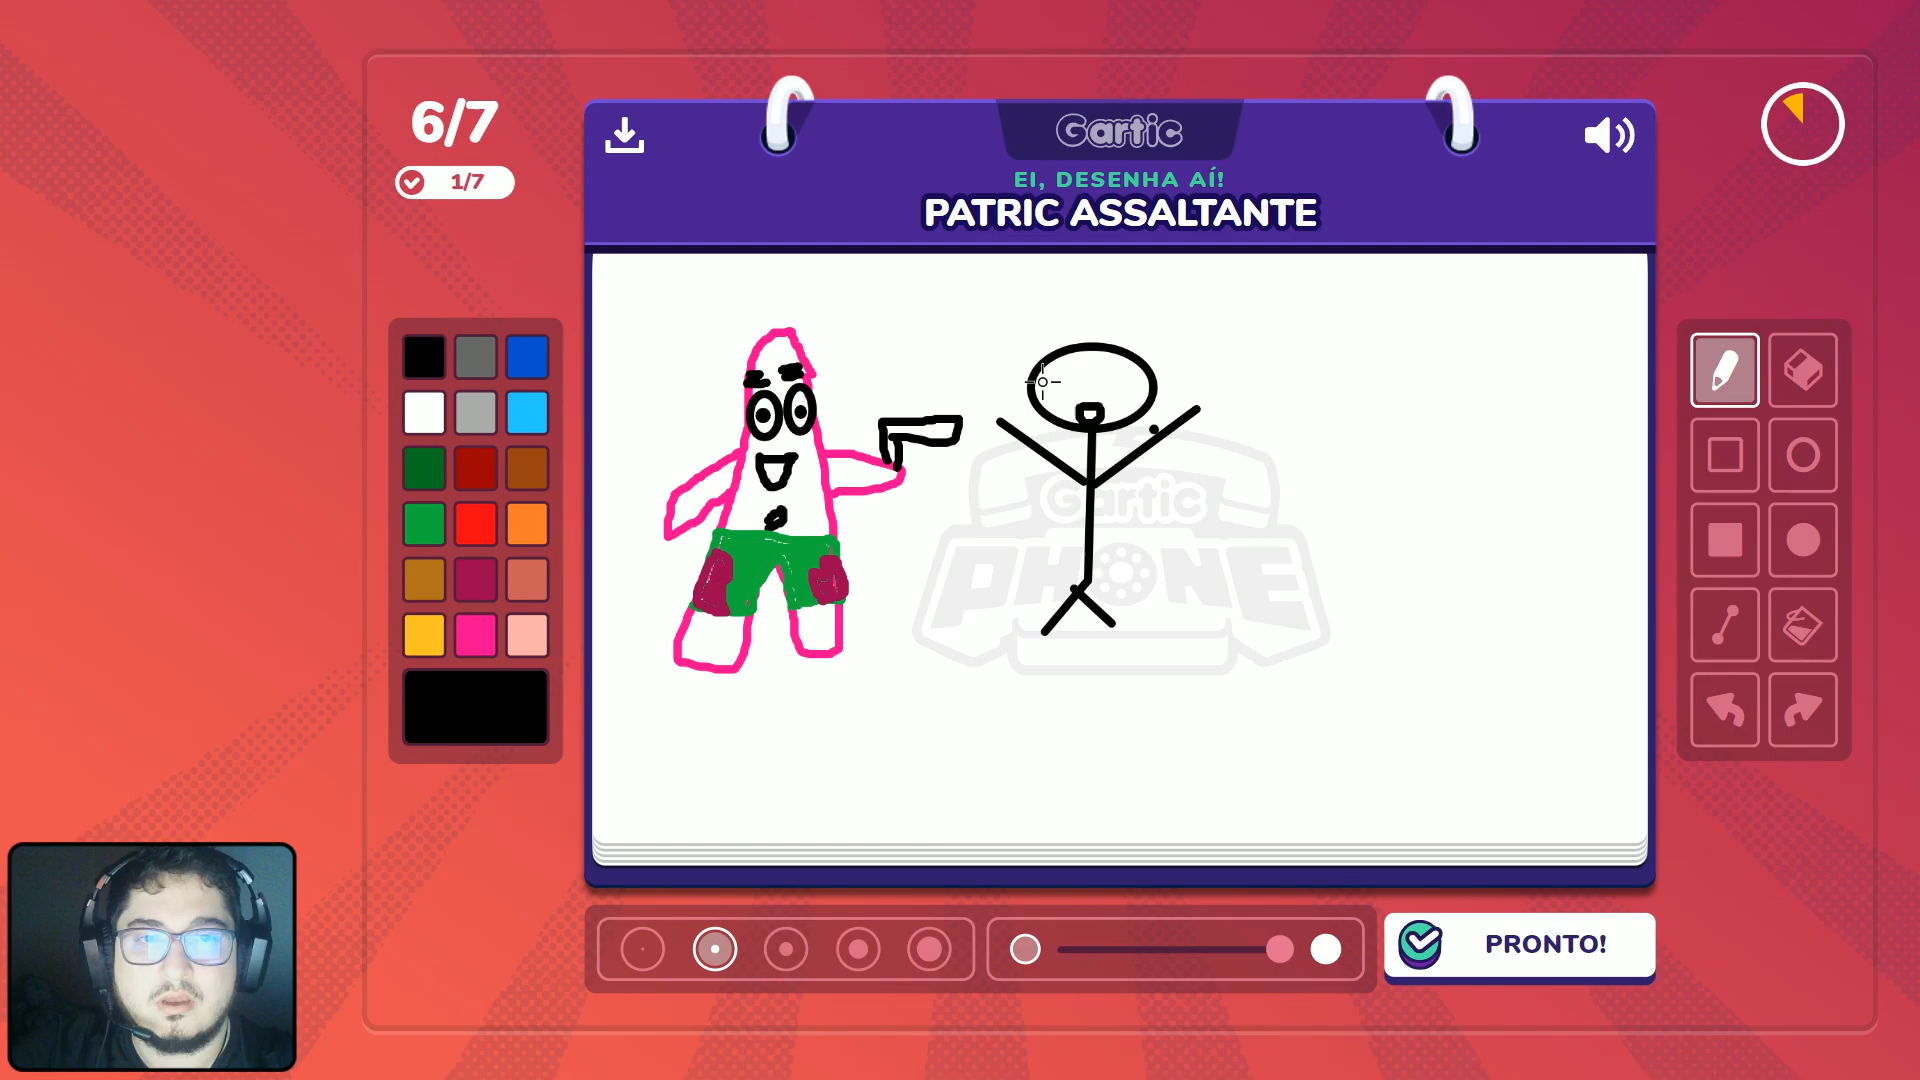 6/7
1/7
Gartic
EI, DESENHA AÍ!
PATRIC ASSALTANTE
Gartic
PHONE
PRONTO!